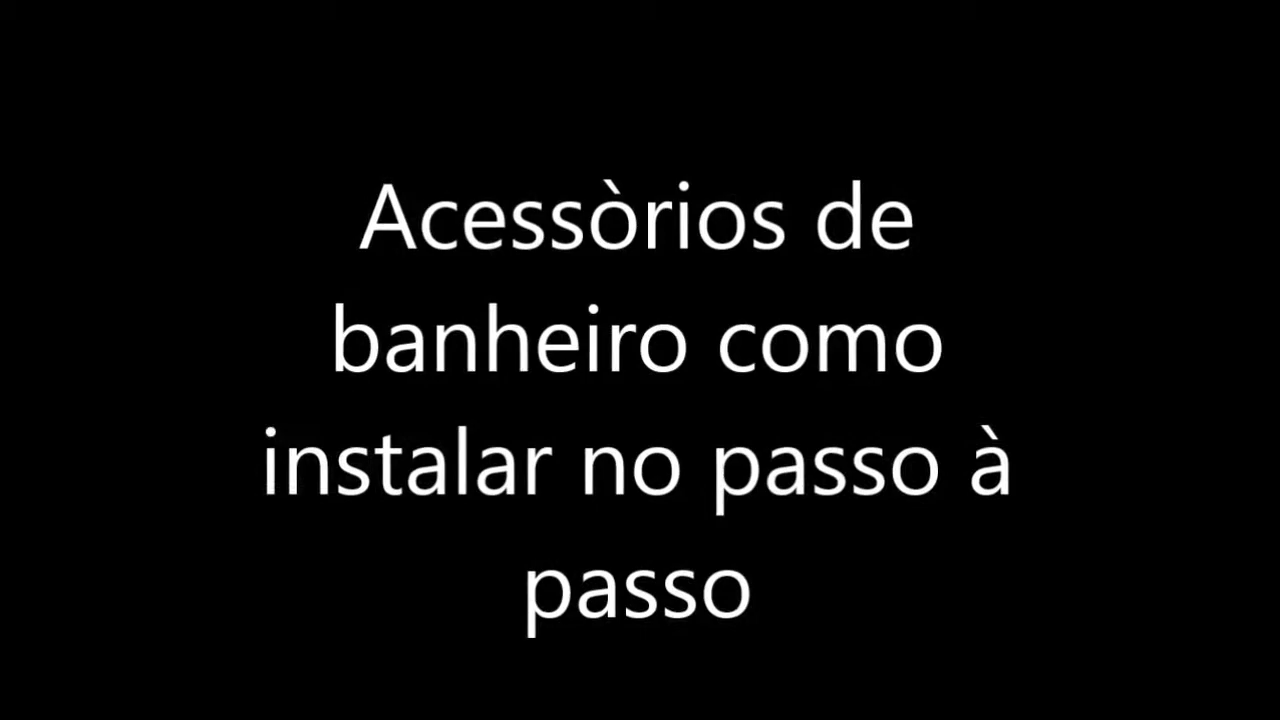 Acessòrios de
banheiro como
instalar no passo à
passo